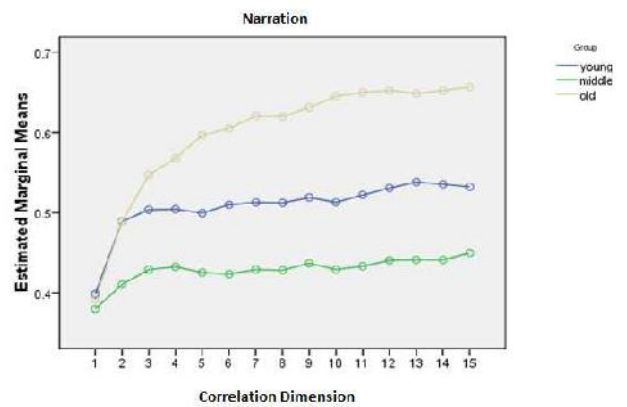 Narration
Estimated Marginal Means
0.7
0.6
0.5
0.4
1 2 3 4 5 6 7 8 9 10 11 12 13 14 15
Correlation Dimension
Group
young
middle
old